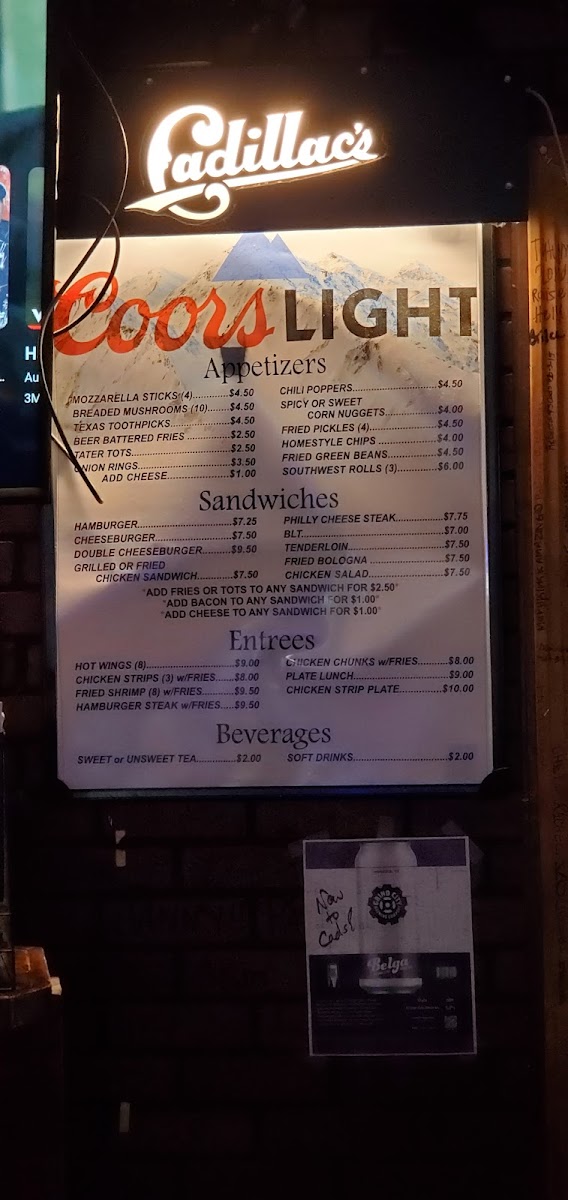 Cadillac's
Coors LIGHT
Appetizers
MOZZARELLA STICKS (4)..............$4.50
BREADED MUSHROOMS (10)......$4.50
TEXAS TOOTHPICKS..................$4.50
BEER BATTERED FRIES ..............$2.50
TATER TOTS..............................$2.50
ONION RINGS............................$3.50
ADD CHEESE..................$1.00
CHILI POPPERS..........................$4.50
SPICY OR SWEET
CORN NUGGETS................$4.00
FRIED PICKLES (4)......................$4.50
HOMESTYLE CHIPS ..................$4.00
FRIED GREEN BEANS................$4.50
SOUTHWEST ROLLS (3)............$6.00
Sandwiches
HAMBURGER..............................$7.25
CHEESEBURGER........................$7.50
DOUBLE CHEESEBURGER.........$9.50
GRILLED OR FRIED
CHICKEN SANDWICH............$7.50
PHILLY CHEESE STEAK................$7.75
BLT..........................................$7.00
TENDERLOIN..............................$7.50
FRIED BOLOGNA ......................$7.50
CHICKEN SALAD........................$7.50
*ADD FRIES OR TOTS TO ANY SANDWICH FOR $2.50*
*ADD BACON TO ANY SANDWICH FOR $1.00*
*ADD CHEESE TO ANY SANDWICH FOR $1.00*
Entrees
HOT WINGS (8)..........................$9.00
CHICKEN STRIPS (3) w/FRIES......$8.00
FRIED SHRIMP (8) w/FRIES.........$9.50
HAMBURGER STEAK w/FRIES.....$9.50
CHICKEN CHUNKS w/FRIES.........$8.00
PLATE LUNCH............................$9.00
CHICKEN STRIP PLATE...............$10.00
Beverages
SWEET or UNSWEET TEA.............$2.00
SOFT DRINKS..............................$2.00
Now
to
Cads!
GRIND CITY
Belga